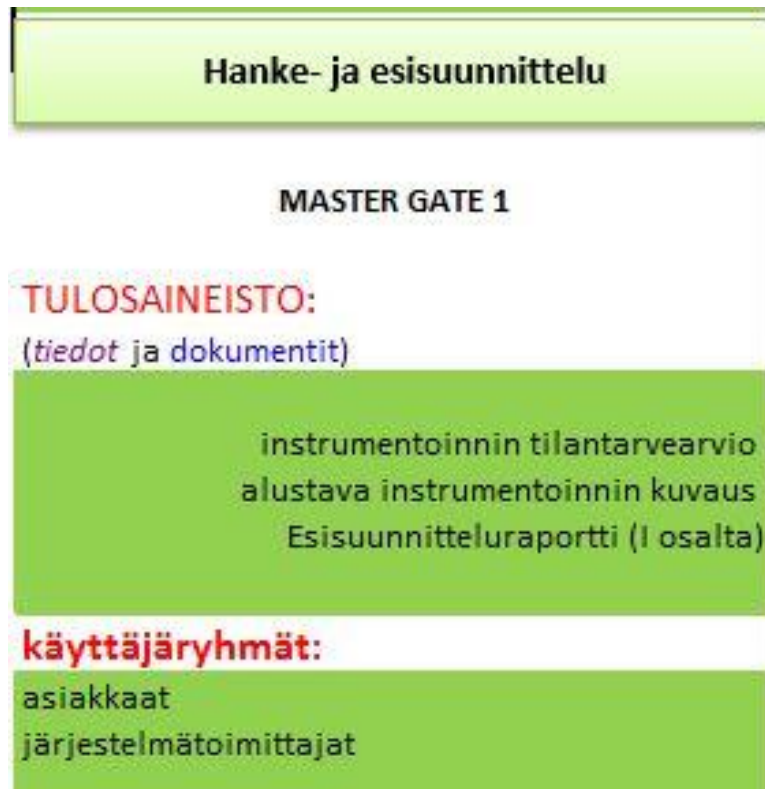 Hanke- ja esisuunnittelu
MASTER GATE 1
TULOSAINEISTO:
(tiedot ja dokumentit)
instrumentoinnin tilantarvearvio
alustava instrumentoinnin kuvaus
Esisuunnitteluraportti (I osalta)
käyttäjäryhmät:
asiakkaat
järjestelmätoimittajat